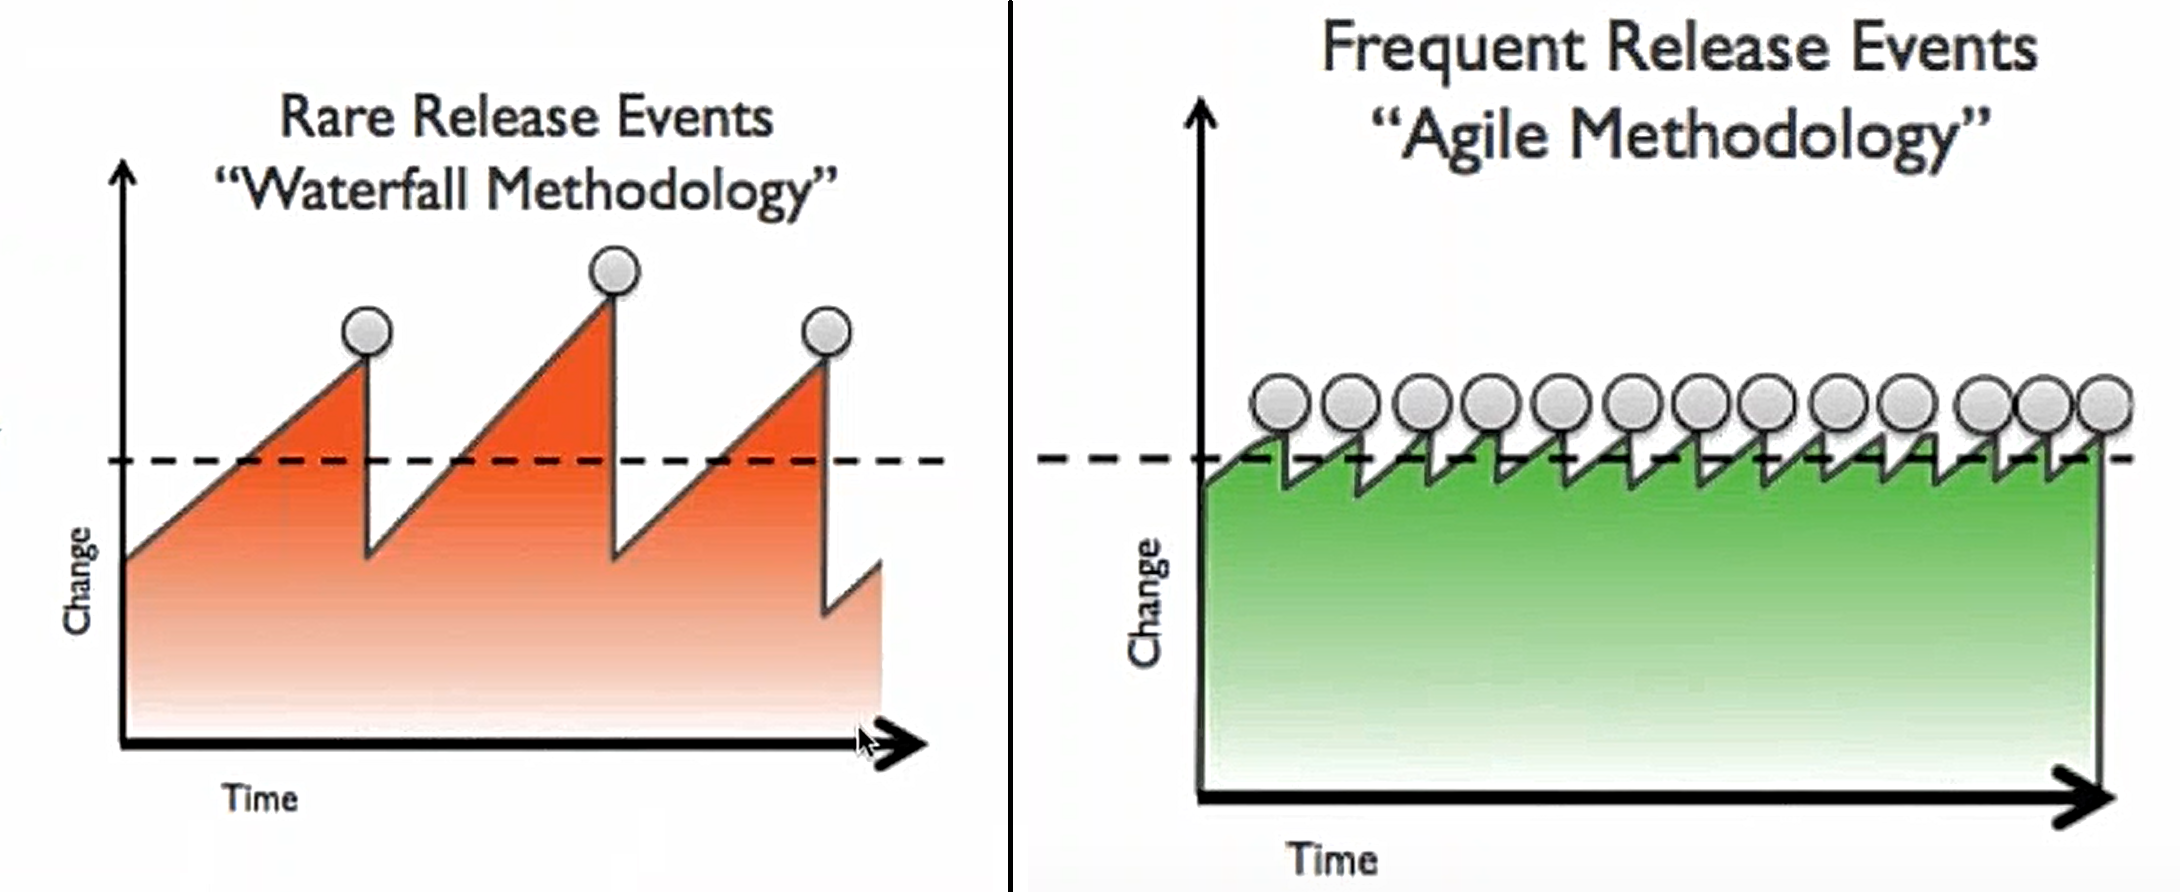 Rare Release Events
“Waterfall Methodology”
Change
Time
Frequent Release Events
“Agile Methodology”
Change
Time